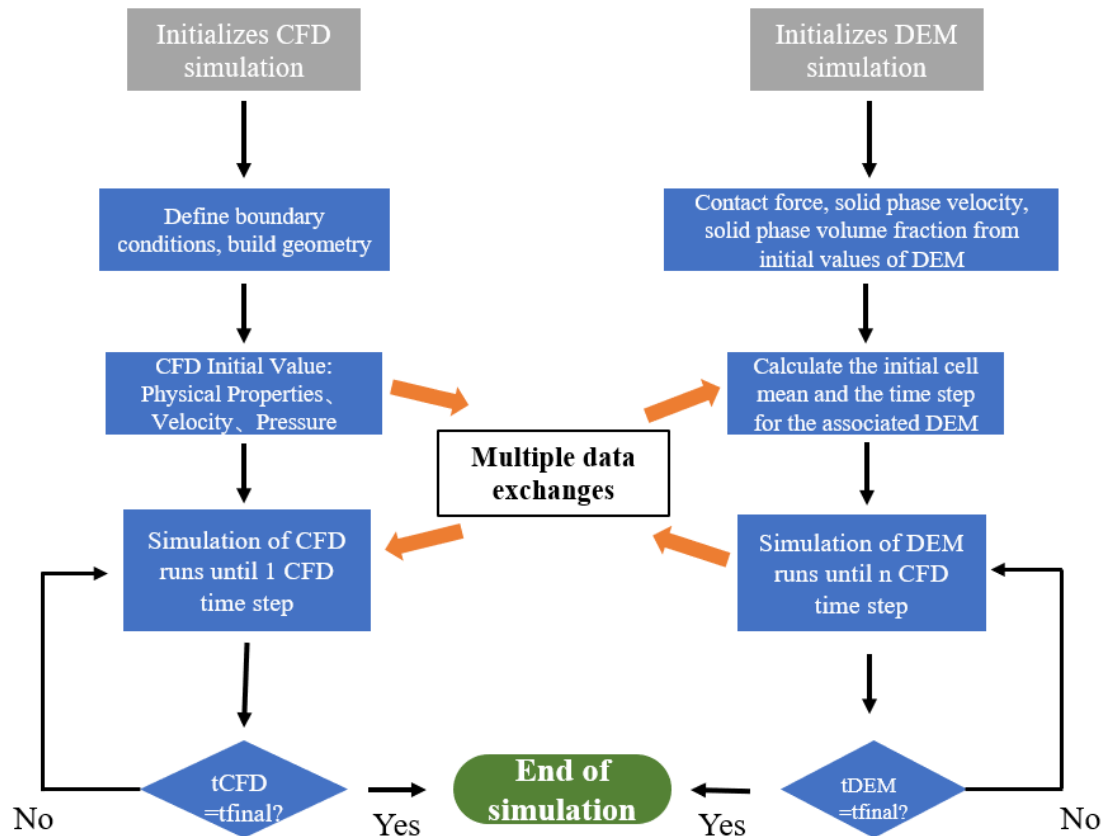 Initializes CFD
simulation
Initializes DEM
simulation
Define boundary
conditions, build geometry
Contact force, solid phase velocity,
solid phase volume fraction from
initial values of DEM
CFD Initial Value:
Physical Properties、
Velocity、Pressure
Calculate the initial cell
mean and the time step
for the associated DEM
Multiple data
exchanges
Simulation of CFD
runs until 1 CFD
time step
Simulation of DEM
runs until n CFD
time step
tCFD
=tfinal?
End of
simulation
tDEM
=tfinal?
No
Yes
Yes
No